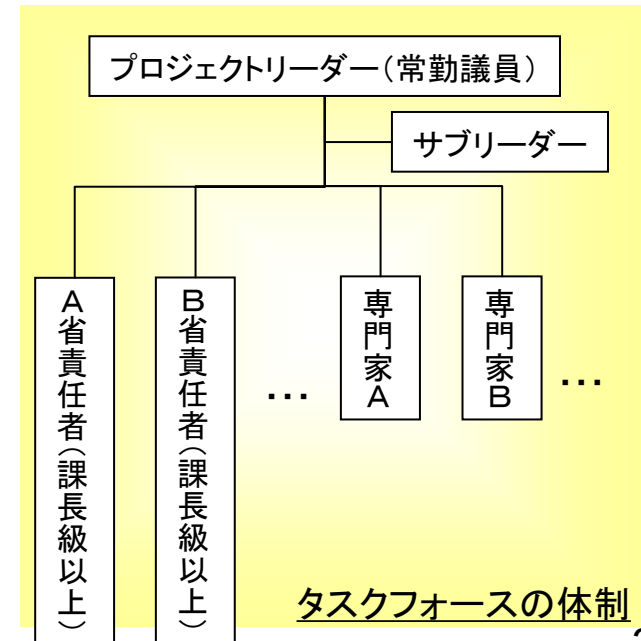 プロジェクトリーダー（常勤議員）
サブリーダー
A省責任者（課長級以上）
B省責任者（課長級以上）
…
専門家A
専門家B
…
タスクフォースの体制